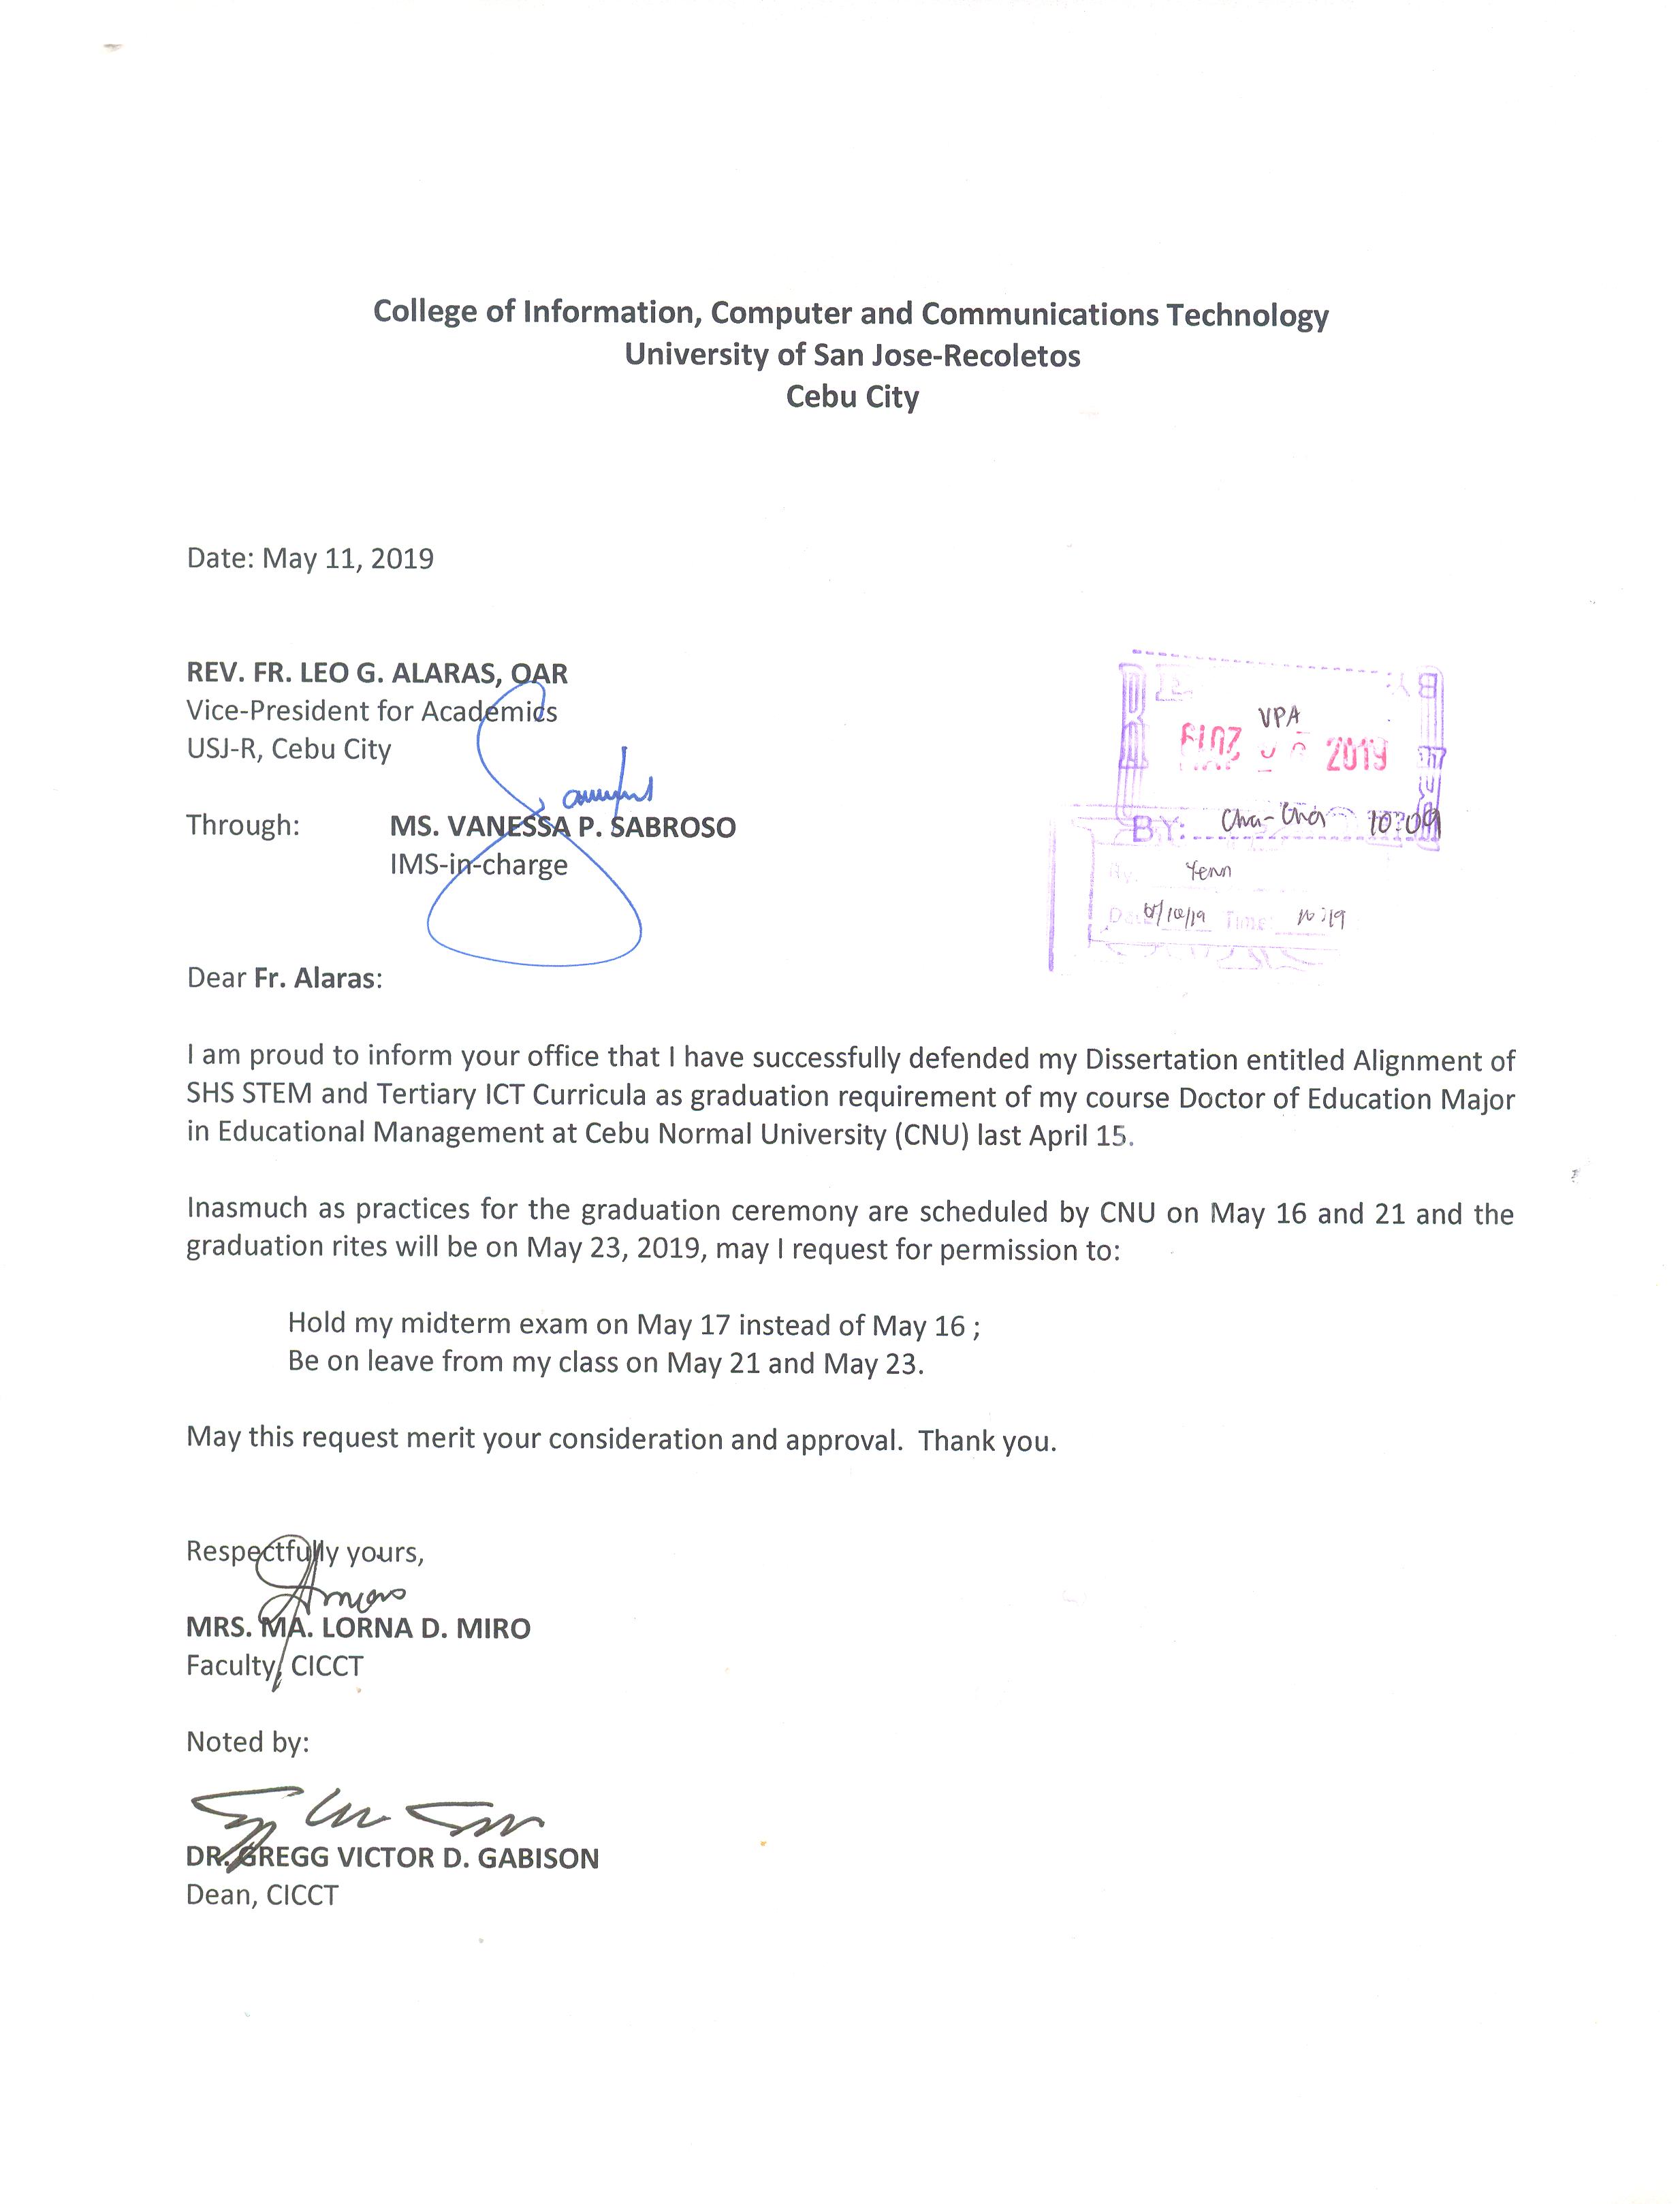 College of Information, Computer and Communications Technology
University of San Jose-Recoletos
Cebu City
Date: May 11, 2019
REV. FR. LEO G. ALARAS, OAR
Vice-President for Academics
USJ-R, Cebu City
VPA
2019
Through: MS. VANESSA P. SABROSO
IMS-in-charge
BY: Cha-Cha 10:09
By: Yenn
Date: Time:
Dear Fr. Alaras:
I am proud to inform your office that I have successfully defended my Dissertation entitled Alignment of
SHS STEM and Tertiary ICT Curricula as graduation requirement of my course Doctor of Education Major
in Educational Management at Cebu Normal University (CNU) last April 15.
Inasmuch as practices for the graduation ceremony are scheduled by CNU on May 16 and 21 and the
graduation rites will be on May 23, 2019, may I request for permission to:
Hold my midterm exam on May 17 instead of May 16 ;
Be on leave from my class on May 21 and May 23.
May this request merit your consideration and approval. Thank you.
Respectfully yours,
MRS. MA. LORNA D. MIRO
Faculty, CICCT
Noted by:
DR. GREGG VICTOR D. GABISON
Dean, CICCT